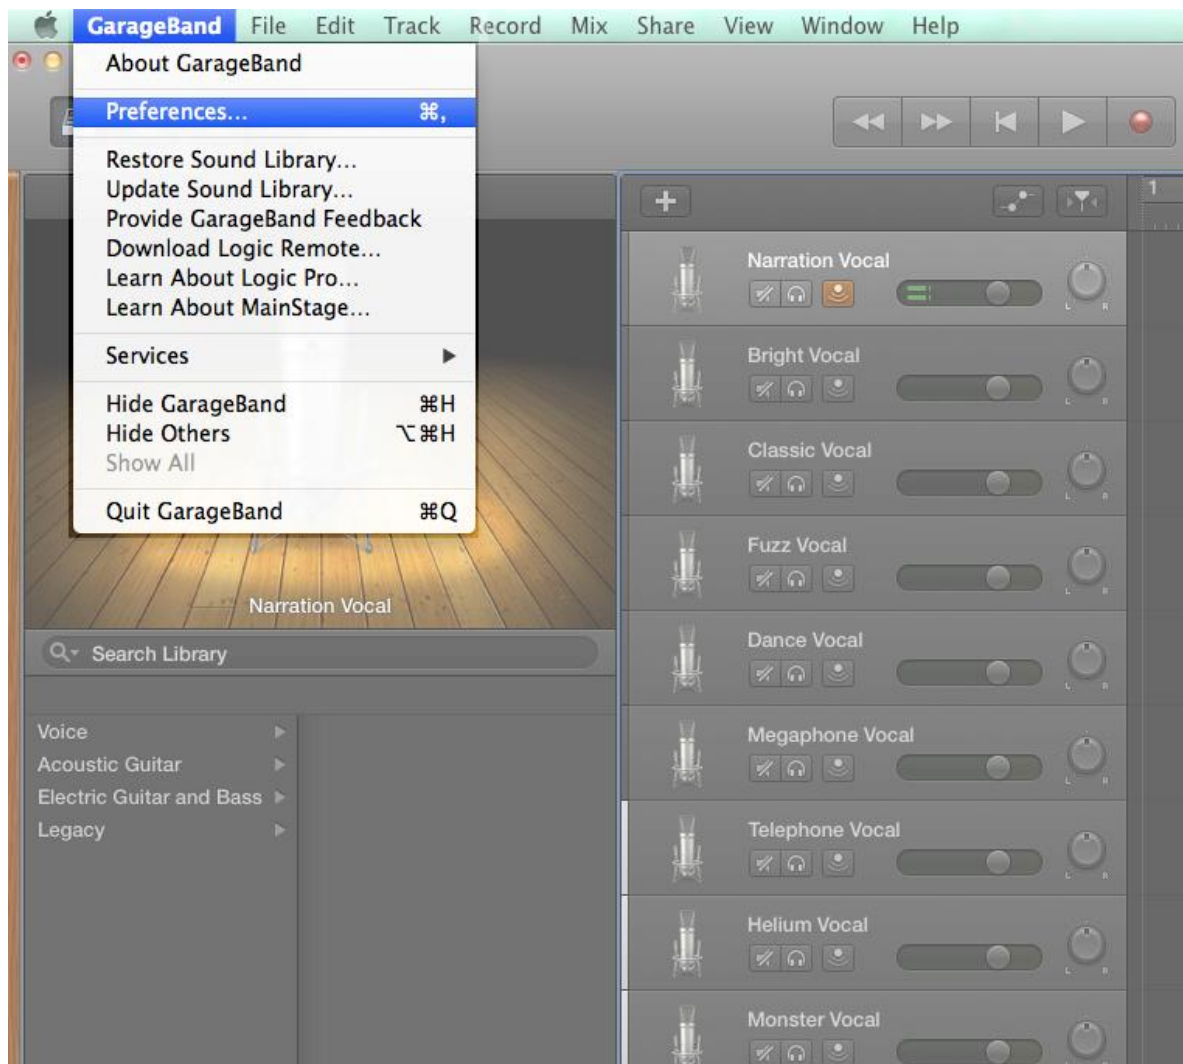 GarageBand File Edit Track Record Mix Share View Window Help
About GarageBand
Preferences... ⌘,
Restore Sound Library...
Update Sound Library...
Provide GarageBand Feedback
Download Logic Remote...
Learn About Logic Pro...
Learn About MainStage...
Services
Hide GarageBand ⌘H
Hide Others ⌥⌘H
Show All
Quit GarageBand ⌘Q
Narration Vocal
Search Library
Voice
Acoustic Guitar
Electric Guitar and Bass
Legacy
1
Narration Vocal
L R
Bright Vocal
L R
Classic Vocal
L R
Fuzz Vocal
L R
Dance Vocal
L R
Megaphone Vocal
L R
Telephone Vocal
L R
Helium Vocal
L R
Monster Vocal